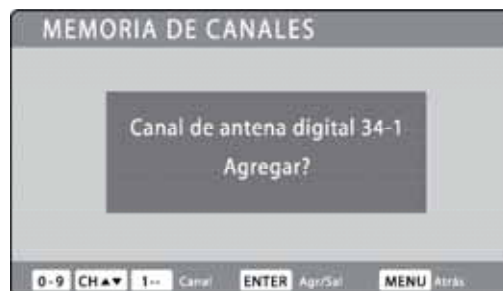 MEMORIA DE CANALES
Canal de antena digital 34-1
Agregar?
0-9 CH▲▼ 1-- Canal ENTER Agr/Sal MENU Atrás